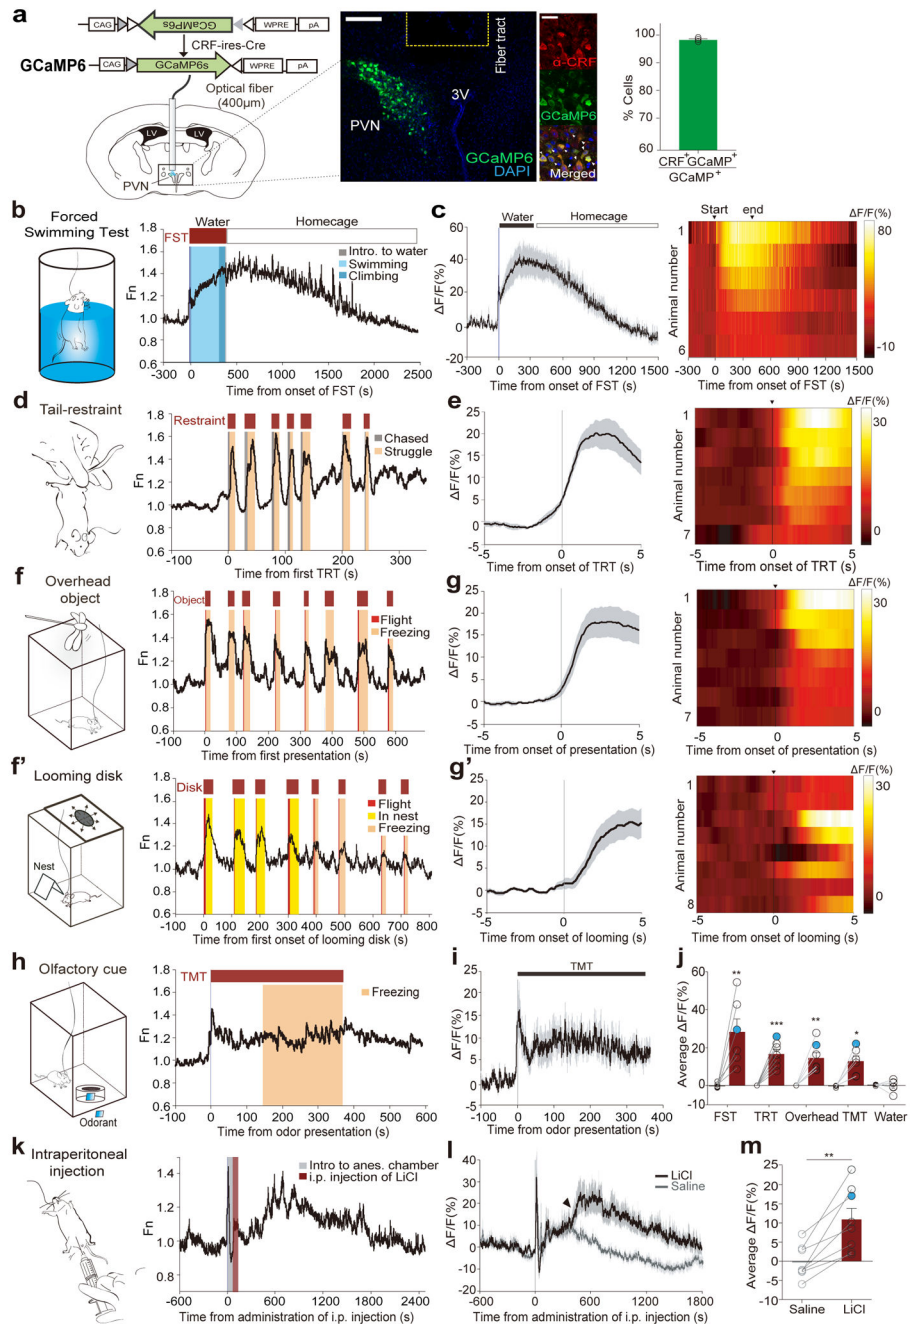 a
CAG
GCaMP6s
WPRE
pA
CRF-ires-Cre
GCaMP6
CAG
GCaMP6s
WPRE
pA
Optical fiber
(400μm)
LV
LV
PVN
Fiber tract
3V
PVN
GCaMP6
DAPI
α-CRF
GCaMP6
Merged
% Cells
100
90
80
70
60
60
CRF+GCaMP+
GCaMP+
b
Forced
Swimming Test
Water
Homecage
FST
Intro. to water
Swimming
Climbing
Fn
1.8
1.6
1.4
1.2
1.0
0.8
0.6
-300 0 500 1000 1500 2000 2500
Time from onset of FST (s)
c
Water
Homecage
ΔF/F(%)
60
40
20
0
-20
-300 0 300 600 900 1200 1500
Time from onset of FST (s)
Start end
ΔF/F(%)
80
-10
Animal number
1
6
-300 0 300 600 900 1200 1500
Time from onset of FST (s)
d
Tail-restraint
Restraint
Chased
Struggle
Fn
1.8
1.6
1.4
1.2
1.0
0.8
0.6
-100 0 100 200 300
Time from first TRT (s)
e
ΔF/F(%)
25
20
15
10
5
0
-5
-5 0 5
Time from onset of TRT (s)
ΔF/F(%)
30
0
Animal number
1
7
-5 0 5
Time from onset of TRT (s)
f
Overhead
object
Object
Flight
Freezing
Fn
1.8
1.6
1.4
1.2
1.0
0.8
0.6
-100 0 100 200 300 400 500 600
Time from first presentation (s)
g
ΔF/F(%)
25
20
15
10
5
0
5
-5 0 5
Time from onset of presentation (s)
ΔF/F(%)
30
0
Animal number
1
7
-5 0 5
Time from onset of presentation (s)
f'
Looming disk
Nest
Disk
Flight
In nest
Freezing
Fn
1.8
1.6
1.4
1.2
1.0
0.8
0.6
-100 0 100 200 300 400 500 600 700 800
Time from first onset of looming disk (s)
g'
ΔF/F(%)
25
20
15
10
5
0
5
-5 0 5
Time from onset of looming (s)
ΔF/F(%)
30
0
Animal number
1
8
-5 0 5
Time from onset of looming (s)
h
Olfactory cue
Odorant
TMT
Freezing
Fn
1.8
1.6
1.4
1.2
1.0
0.8
0.6
-100 0 100 200 300 400 500 600
Time from odor presentation (s)
i
TMT
ΔF/F(%)
25
20
15
10
5
0
5
-100 0 100 200 300 400
Time from odor presentation (s)
j
Average ΔF/F(%)
60
40
20
0
-20
** *** ** *
FST TRT Overhead TMT Water
k
Intraperitoneal
injection
Intro to anes. chamber
i.p. injection of LiCl
Fn
1.4
1.2
1.0
0.8
-600 0 600 1200 1800 2400
Time from administration of i.p. injection (s)
l
LiCl
Saline
ΔF/F(%)
40
30
20
10
0
-10
-20
-600 0 600 1200 1800
Time from administration of i.p. injection (s)
m
**
Average ΔF/F(%)
25
20
15
10
5
0
-5
-10
Saline LiCl